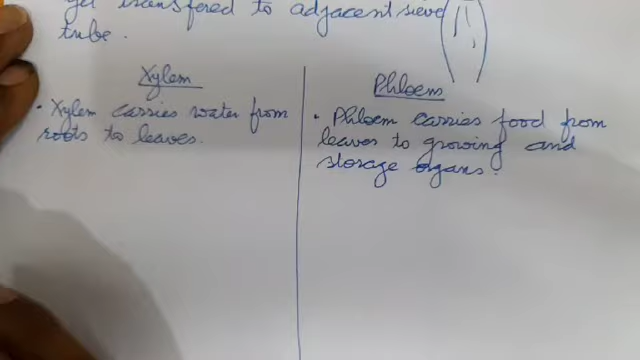 get transfered to adjacent sieve
tube.
Xylem
• Xylem carries water from
roots to leaves.
Phloem
• Phloem carries food from
leaves to growing and
storage organs.